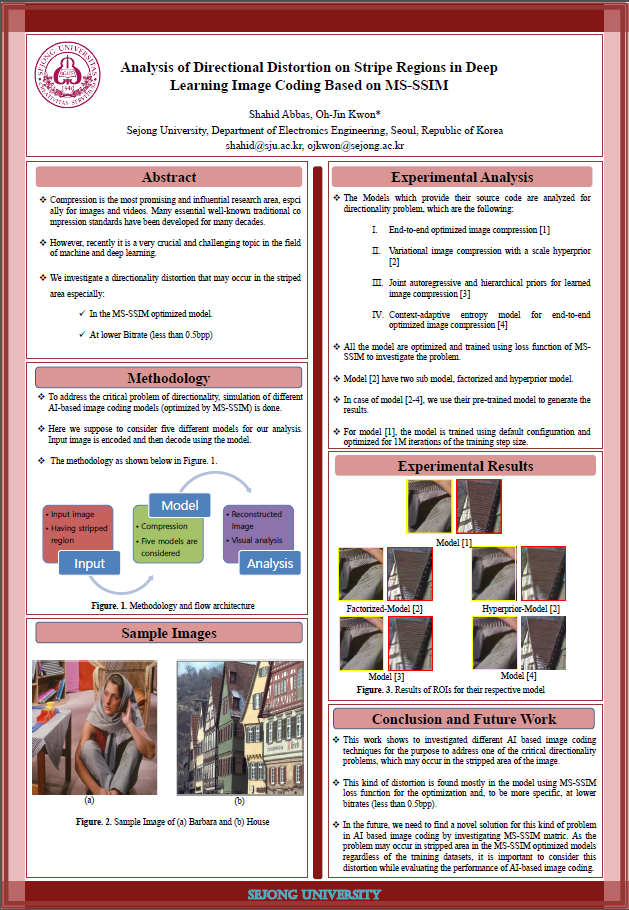 Analysis of Directional Distortion on Stripe Regions in Deep
Learning Image Coding Based on MS-SSIM
Shahid Abbas, Oh-Jin Kwon*
Sejong University, Department of Electronics Engineering, Seoul, Republic of Korea
shahid@sju.ac.kr, ojkwon@sejong.ac.kr
Abstract
❖ Compression is the most promising and influential research area, espci
ally for images and videos. Many essential well-known traditional co
mpression standards have been developed for many decades.
❖ However, recently it is a very crucial and challenging topic in the field
of machine and deep learning.
❖ We investigate a directionality distortion that may occur in the striped
area especially:
✓ In the MS-SSIM optimized model.
✓ At lower Bitrate (less than 0.5bpp)
Methodology
❖ To address the critical problem of directionality, simulation of different
AI-based image coding models (optimized by MS-SSIM) is done.
❖ Here we suppose to consider five different models for our analysis.
Input image is encoded and then decode using the model.
❖ The methodology as shown below in Figure. 1.
• Input image
• Having stripped
region
Input
Model
• Compression
• Five models are
considered
• Reconstructed
Image
• Visual analysis
Analysis
Figure. 1. Methodology and flow architecture
Sample Images
(a)
(b)
Figure. 2. Sample Image of (a) Barbara and (b) House
Experimental Analysis
❖ The Models which provide their source code are analyzed for
directionality problem, which are the following:
I. End-to-end optimized image compression [1]
II. Variational image compression with a scale hyperprior
[2]
III. Joint autoregressive and hierarchical priors for learned
image compression [3]
IV. Context-adaptive entropy model for end-to-end
optimized image compression [4]
❖ All the model are optimized and trained using loss function of MS-
SSIM to investigate the problem.
❖ Model [2] have two sub model, factorized and hyperprior model.
❖ In case of model [2-4], we use their pre-trained model to generate the
results.
❖ For model [1], the model is trained using default configuration and
optimized for 1M iterations of the training step size.
Experimental Results
Model [1]
Factorized-Model [2]
Hyperprior-Model [2]
Model [3]
Model [4]
Figure. 3. Results of ROIs for their respective model
Conclusion and Future Work
❖ This work shows to investigated different AI based image coding
techniques for the purpose to address one of the critical directionality
problems, which may occur in the stripped area of the image.
❖ This kind of distortion is found mostly in the model using MS-SSIM
loss function for the optimization and, to be more specific, at lower
bitrates (less than 0.5bpp).
❖ In the future, we need to find a novel solution for this kind of problem
in AI based image coding by investigating MS-SSIM matric. As the
problem may occur in stripped area in the MS-SSIM optimized models
regardless of the training datasets, it is important to consider this
distortion while evaluating the performance of AI-based image coding.
SEJONG UNIVERSITY